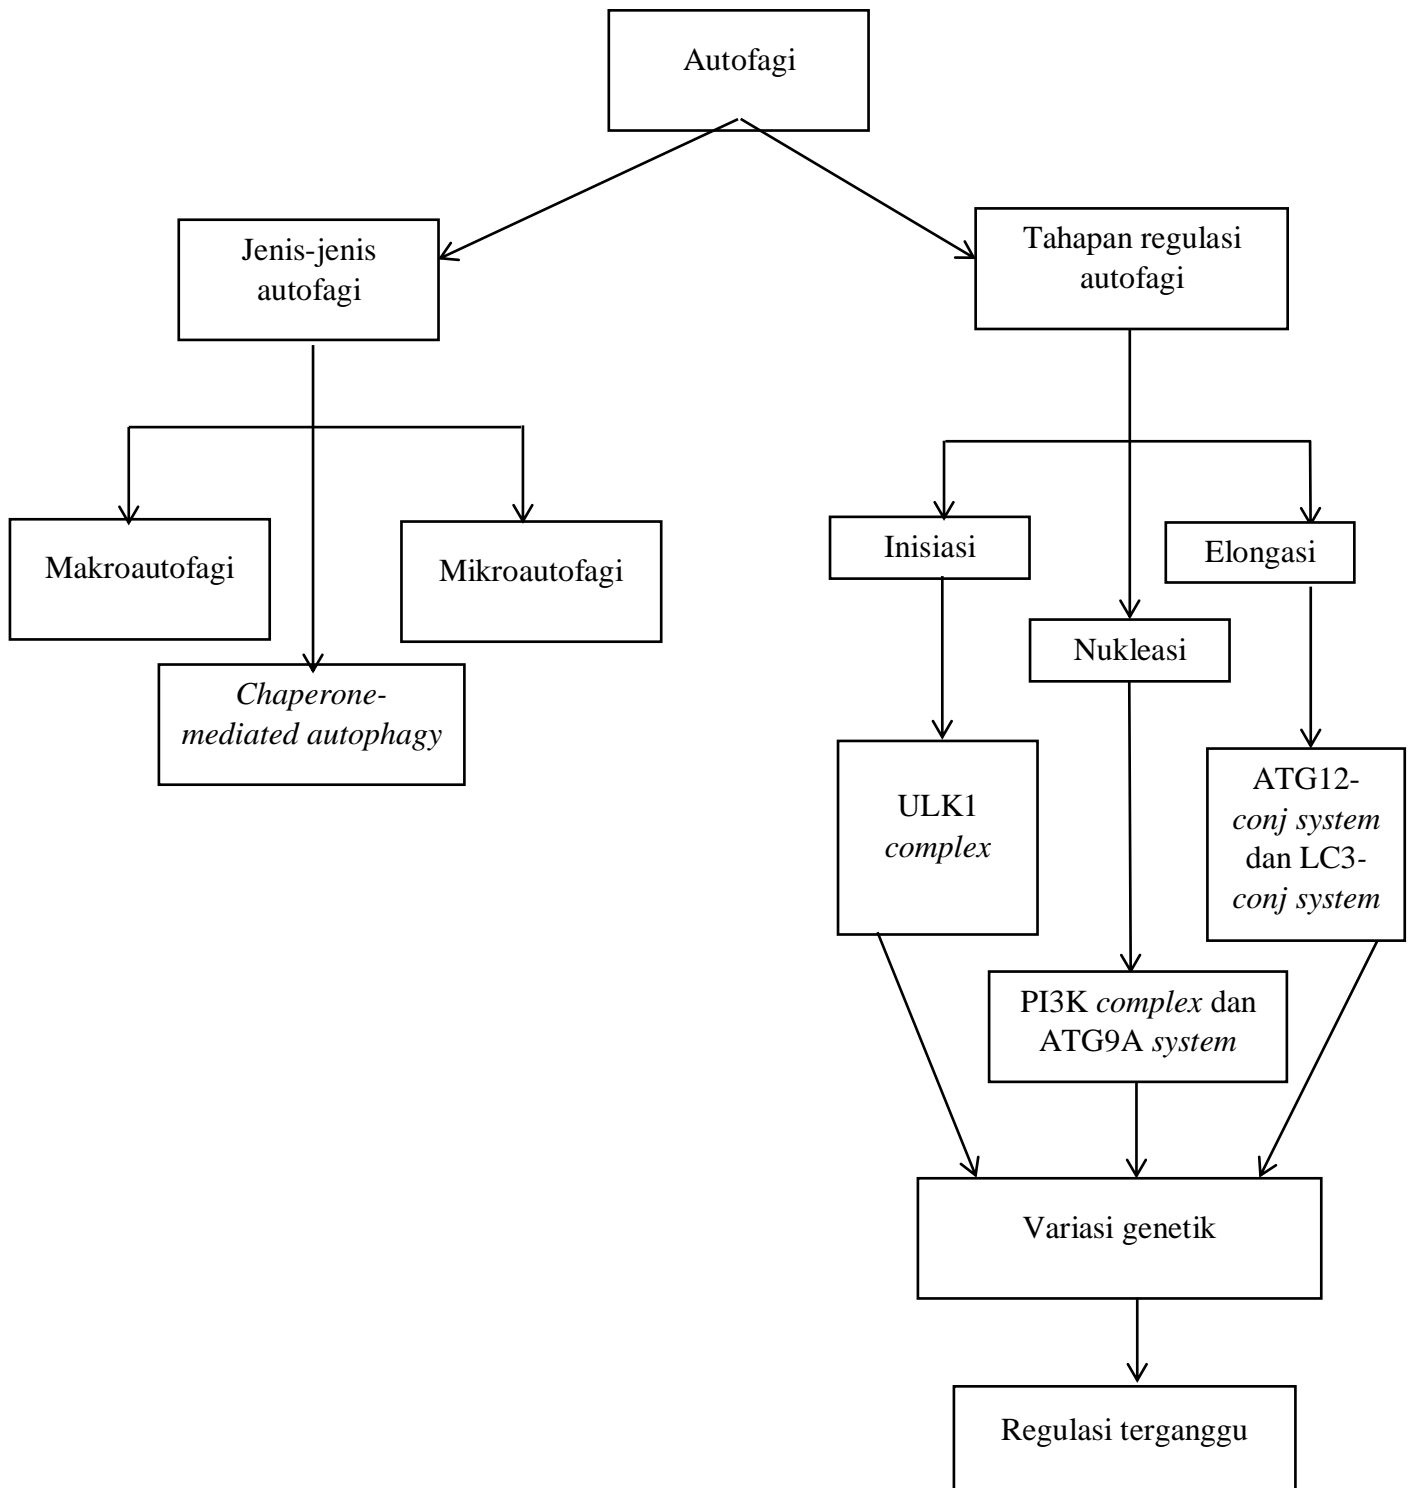 Autofagi
Jenis-jenis
autofagi
Tahapan regulasi
autofagi
Makroautofagi
Mikroautofagi
Chaperone-
mediated autophagy
Inisiasi
Elongasi
Nukleasi
ULK1
complex
ATG12-
conj system
dan LC3-
conj system
PI3K complex dan
ATG9A system
Variasi genetik
Regulasi terganggu